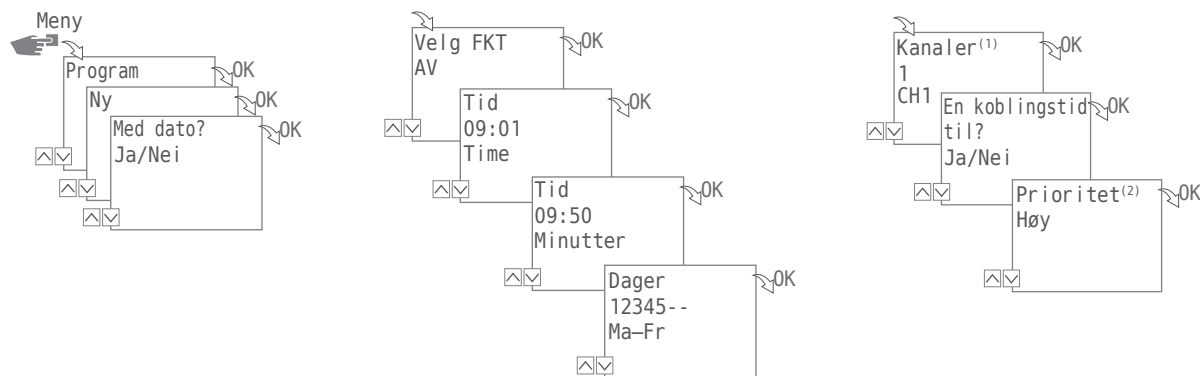 Meny
Program
OK
Ny
OK
Med dato?
OK
Ja/Nei
Velg FKT
OK
AV
Tid
OK
09:01
Time
Tid
OK
09:50
Minutter
Dager
OK
12345--
Ma–Fr
Kanaler(1)
OK
1
CH1
En koblingstid
OK
til?
Ja/Nei
Prioritet(2)
OK
Høy